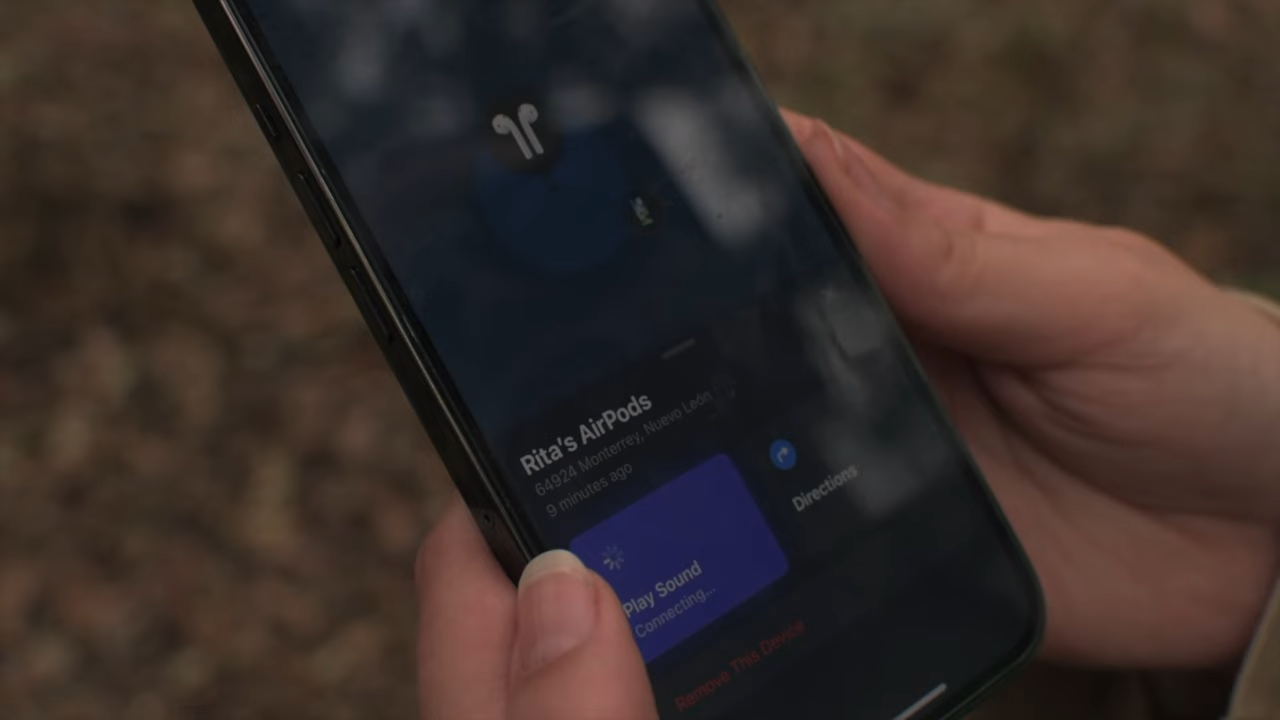 Rita's AirPods
64924 Monterrey, Nuevo León
9 minutes ago
Play Sound
Connecting...
Directions
Remove This Device